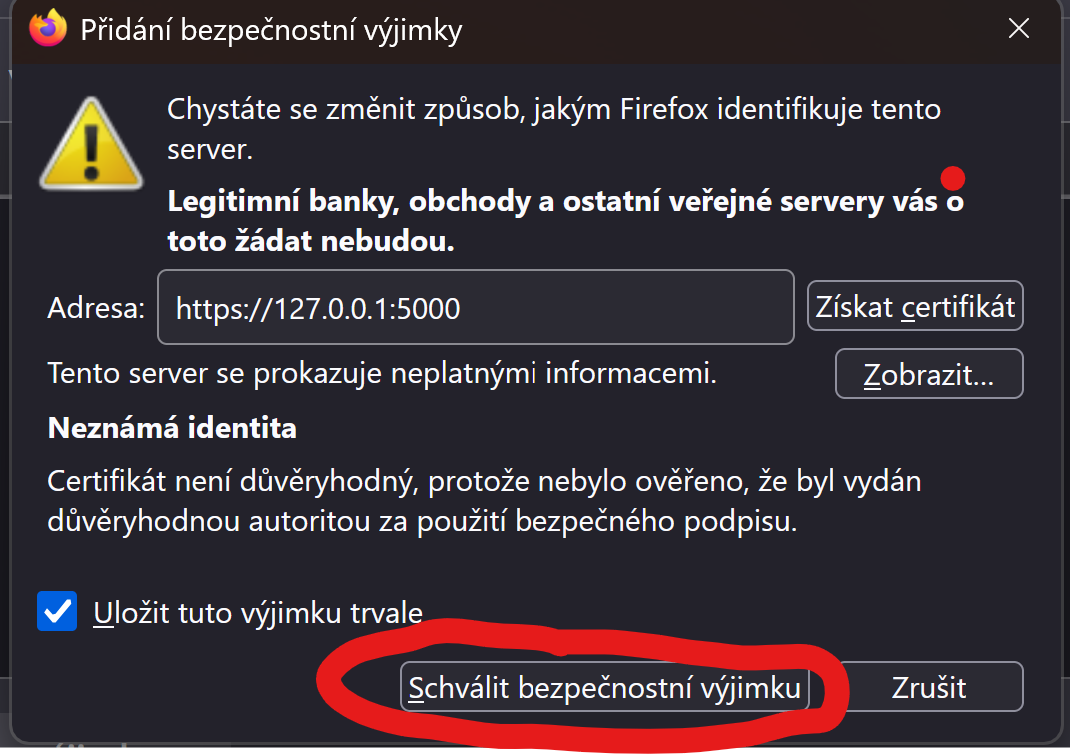 Přidání bezpečnostní výjimky
Chystáte se změnit způsob, jakým Firefox identifikuje tento
server.
Legitimní banky, obchody a ostatní veřejné servery vás o
toto žádat nebudou.
Adresa: https://127.0.0.1:5000 Získat certifikát
Tento server se prokazuje neplatnými informacemi. Zobrazit...
Neznámá identita
Certifikát není důvěryhodný, protože nebylo ověřeno, že byl vydán
důvěryhodnou autoritou za použití bezpečného podpisu.
Uložit tuto výjimku trvale
Schválit bezpečnostní výjimku Zrušit